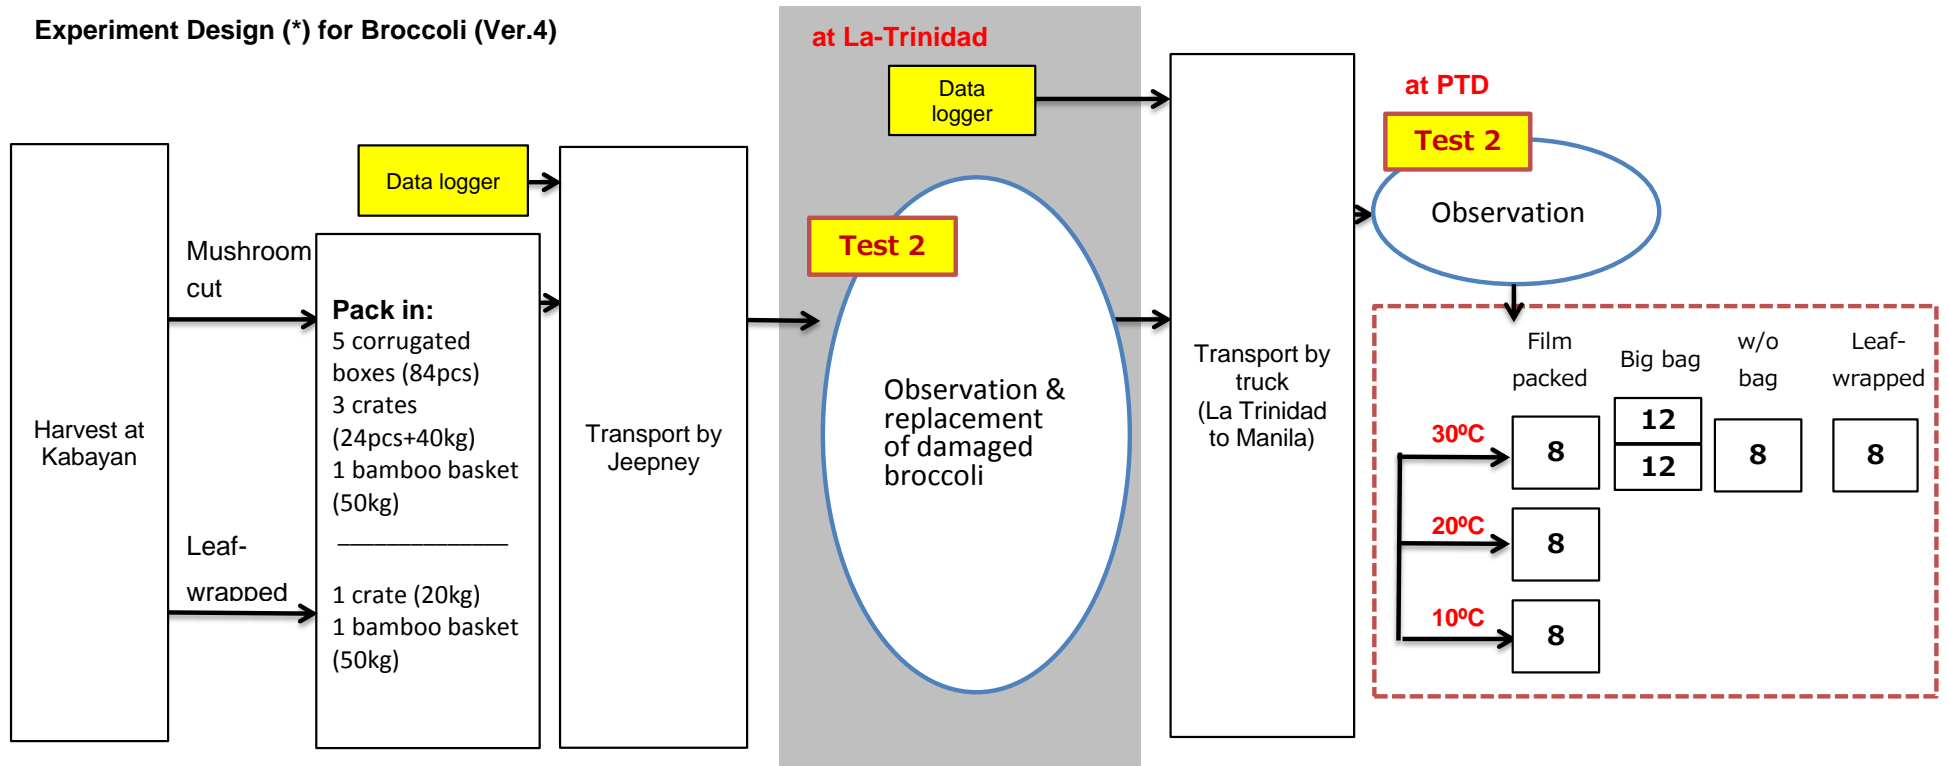 Experiment Design (*) for Broccoli (Ver.4)
Harvest at
Kabayan
Mushroom
cut
Leaf-
wrapped
Data logger
Pack in:
5 corrugated
boxes (84pcs)
3 crates
(24pcs+40kg)
1 bamboo basket
(50kg)
1 crate (20kg)
1 bamboo basket
(50kg)
Transport by
Jeepney
at La-Trinidad
Data
logger
Test 2
Observation &
replacement
of damaged
broccoli
Transport by
truck
(La Trinidad
to Manila)
at PTD
Test 2
Observation
Film
packed
Big bag
w/o
bag
Leaf-
wrapped
30ºC
8
12
12
8
8
20ºC
8
10ºC
8